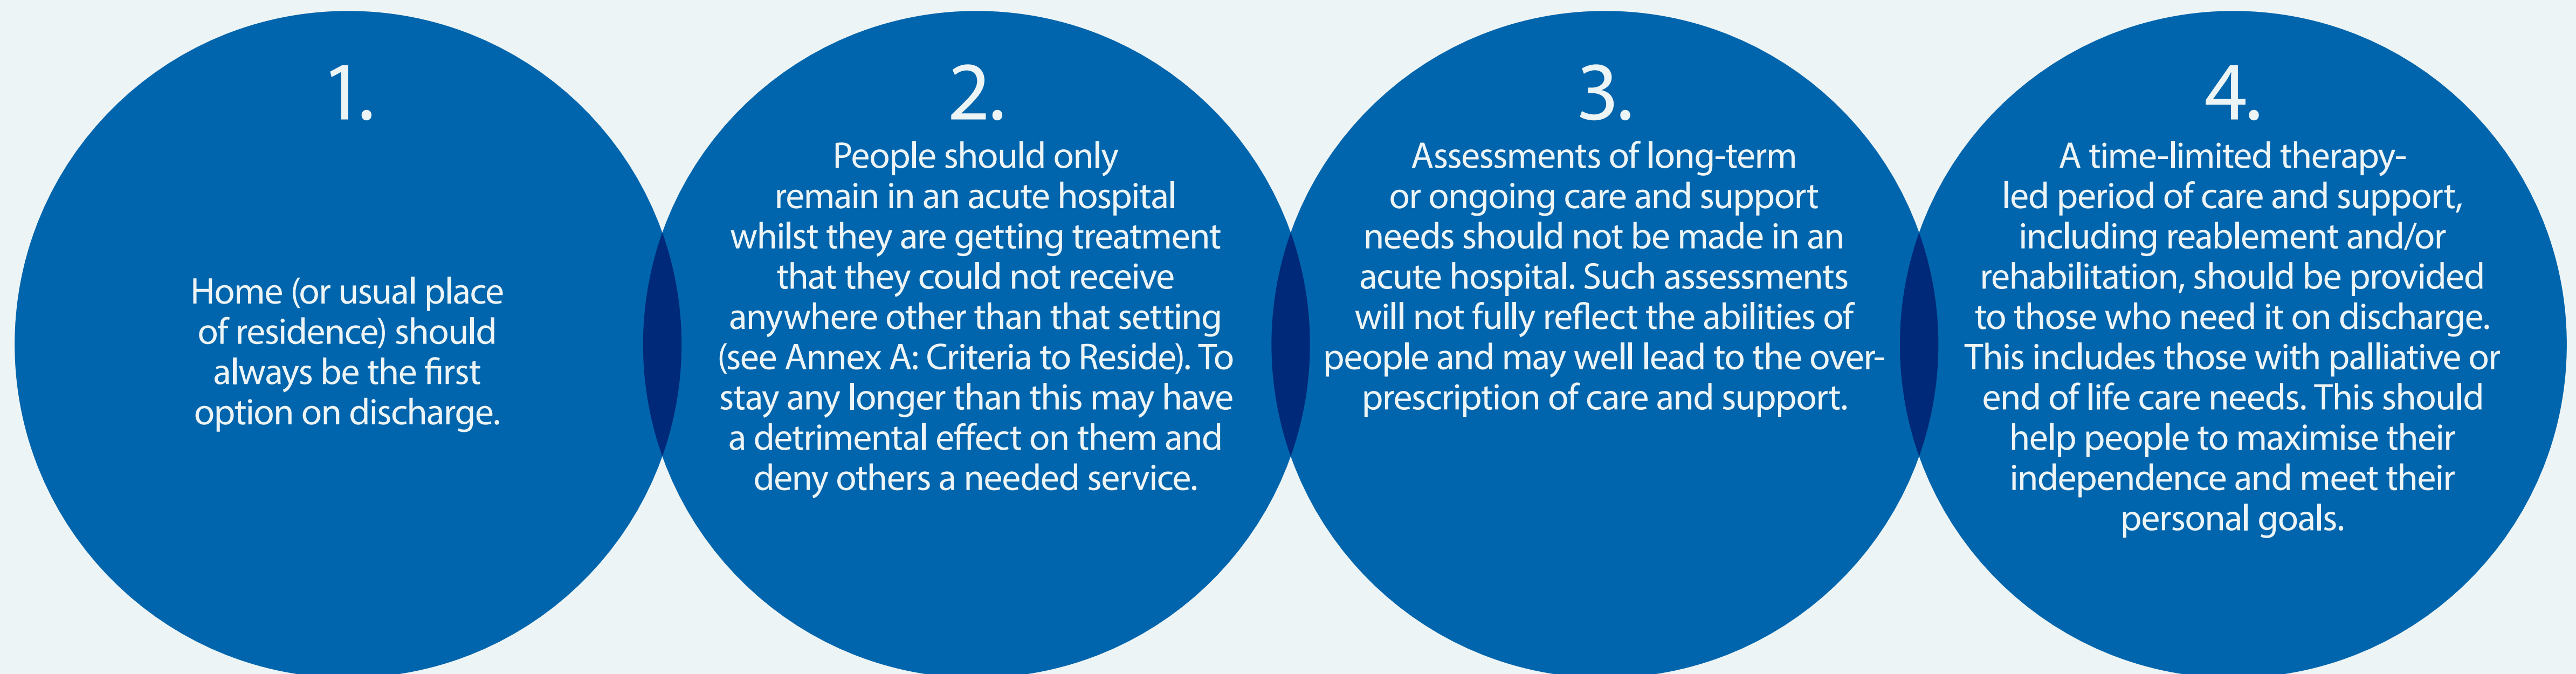 1.
Home (or usual place
of residence) should
always be the first
option on discharge.
2.
People should only
remain in an acute hospital
whilst they are getting treatment
that they could not receive
anywhere other than that setting
(see Annex A: Criteria to Reside). To
stay any longer than this may have
a detrimental effect on them and
deny others a needed service.
3.
Assessments of long-term
or ongoing care and support
needs should not be made in an
acute hospital. Such assessments
will not fully reflect the abilities of
people and may well lead to the over-
prescription of care and support.
4.
A time-limited therapy-
led period of care and support,
including reablement and/or
rehabilitation, should be provided
to those who need it on discharge.
This includes those with palliative or
end of life care needs. This should
help people to maximise their
independence and meet their
personal goals.